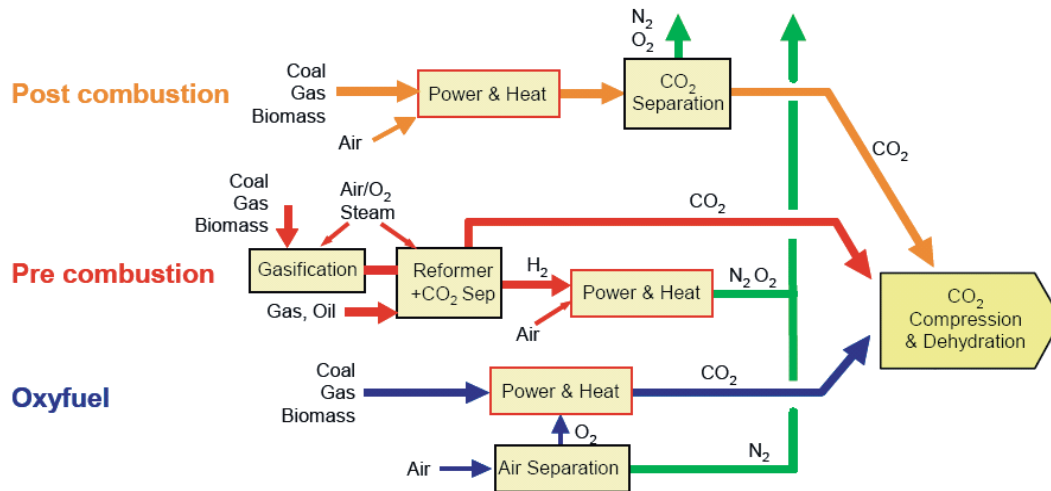 N₂
O₂
Coal
Gas
Biomass
Post combustion
Power & Heat
CO₂
Separation
Air
CO₂
Coal
Gas
Biomass
Air/O₂
Steam
CO₂
Pre combustion
Gasification
Reformer
+CO₂ Sep
H₂
Power & Heat
N₂ O₂
Gas, Oil
Air
CO₂
Compression
& Dehydration
Oxyfuel
Coal
Gas
Biomass
Power & Heat
CO₂
O₂
Air
Air Separation
N₂